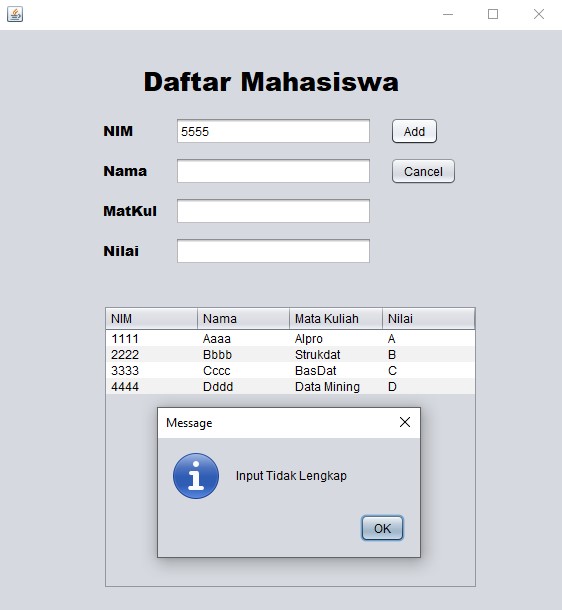 Daftar Mahasiswa
NIM 5555 Add
Nama Cancel
MatKul
Nilai
NIM Nama Mata Kuliah Nilai
1111 Aaaa Alpro A
2222 Bbbb Strukdat B
3333 Cccc BasDat C
4444 Dddd Data Mining D
Message
Input Tidak Lengkap
OK